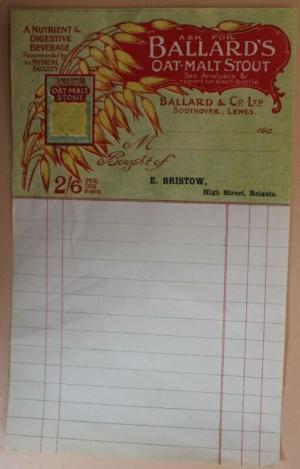 A NUTRIENT &
DIGESTIVE
BEVERAGE
Recommended by
the MEDICAL
FACULTY
ASK FOR
BALLARD'S
OAT-MALT STOUT
See Analysis &
report on each bottle
OAT-MALT
STOUT
BALLARD & CO. LTD
SOUTHOVER, LEWES.
190
M
Bought of
2/6 PER
DOZ
PINTS
E. BRISTOW,
High Street, Reigate.